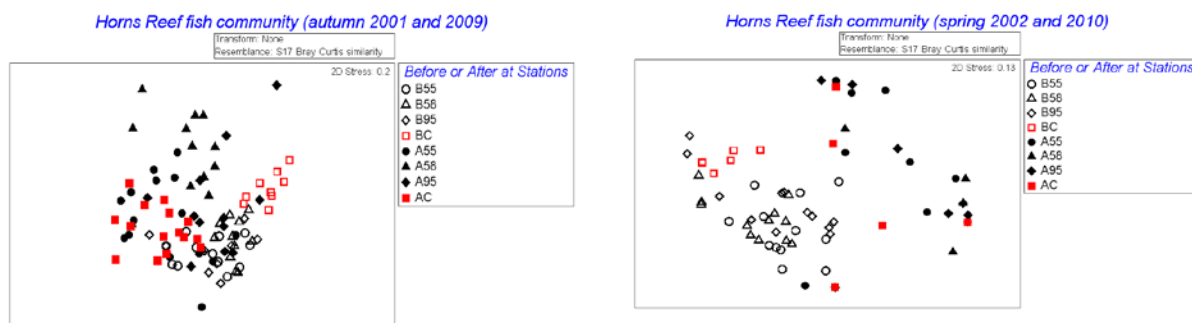 Horns Reef fish community (autumn 2001 and 2009)
Transform: None
Resemblance: S17 Bray Curtis similarity
2D Stress: 0.2
Before or After at Stations
B55
B58
B95
BC
A55
A58
A95
AC
Horns Reef fish community (spring 2002 and 2010)
Transform: None
Resemblance: S17 Bray Curtis similarity
2D Stress: 0.13
Before or After at Stations
B55
B58
B95
BC
A55
A58
A95
AC